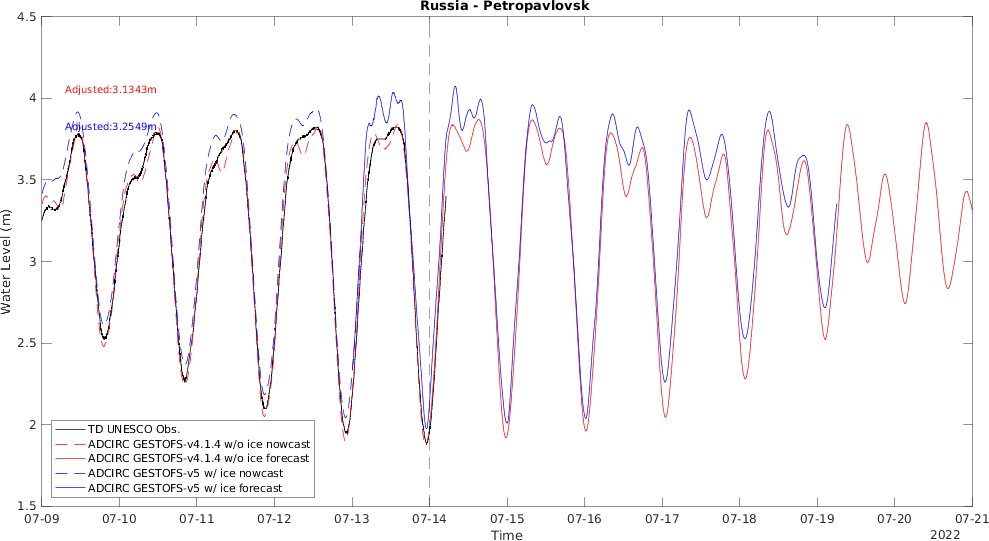 Russia - Petropavlovsk
4.5
4
3.5
3
2.5
2
1.5
Water Level (m)
Adjusted:3.1343m
Adjusted:3.2549m
TD UNESCO Obs.
ADCIRC GESTOFS-v4.1.4 w/o ice nowcast
ADCIRC GESTOFS-v4.1.4 w/o ice forecast
ADCIRC GESTOFS-v5 w/ ice nowcast
ADCIRC GESTOFS-v5 w/ ice forecast
07-09 07-10 07-11 07-12 07-13 07-14 07-15 07-16 07-17 07-18 07-19 07-20 07-21
Time
2022